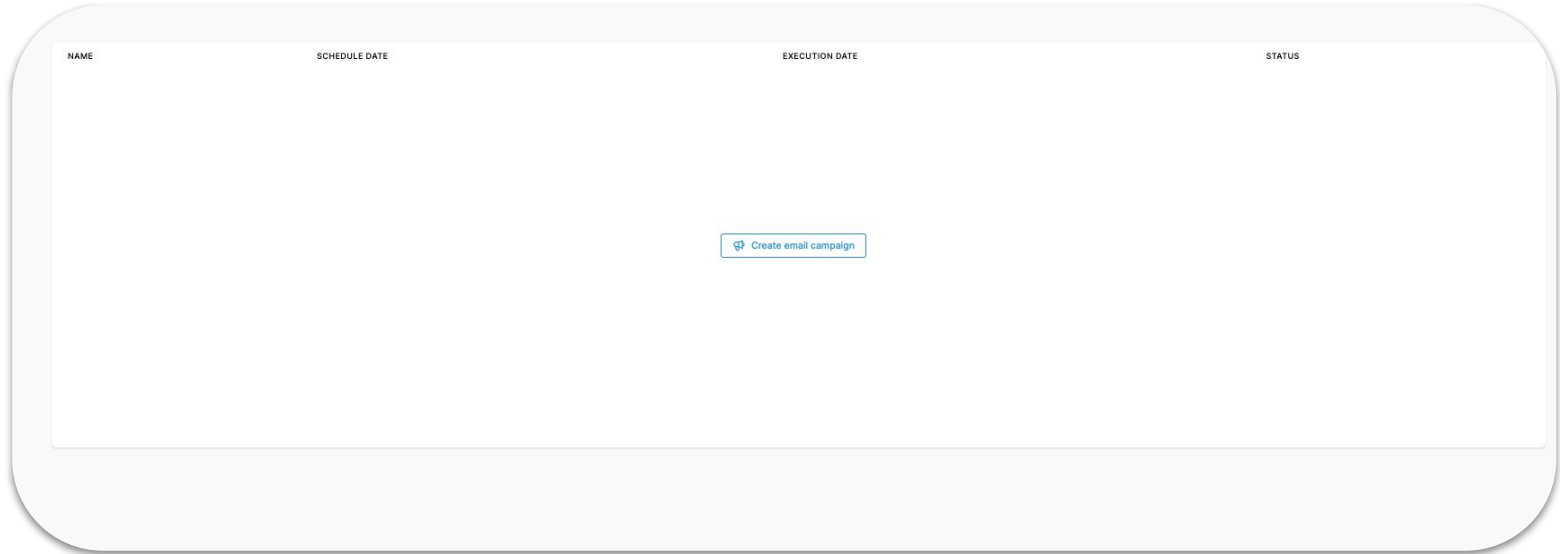 NAME SCHEDULE DATE EXECUTION DATE STATUS
Create email campaign